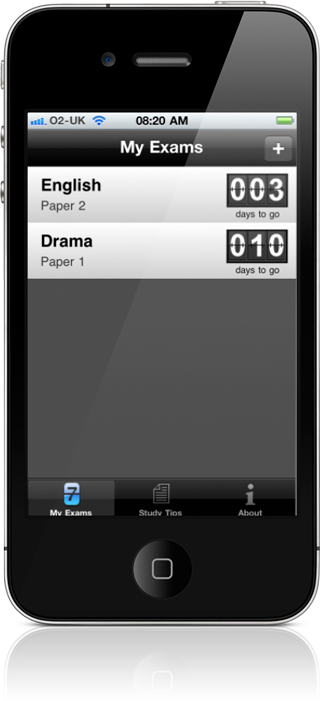 O2-UK 08:20 AM
My Exams +
English
Paper 2
003
days to go
Drama
Paper 1
010
days to go
7
My Exams Study Tips About